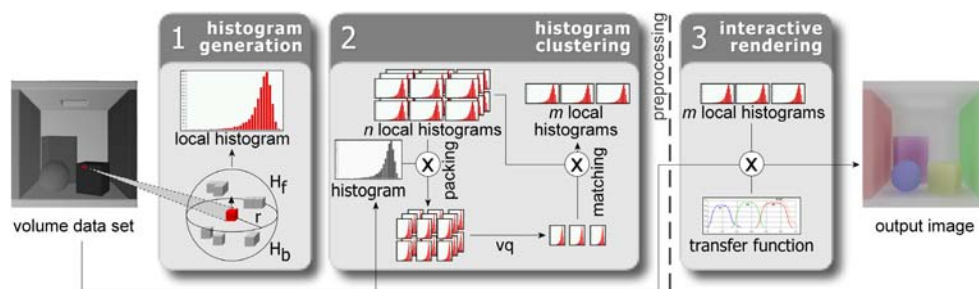 1 histogram generation
2 histogram clustering
preprocessing
3 interactive rendering
local histogram
n local histograms
m local histograms
m local histograms
X
packing
X
matching
X
histogram
H_f
r
H_b
vq
transfer function
volume data set
output image